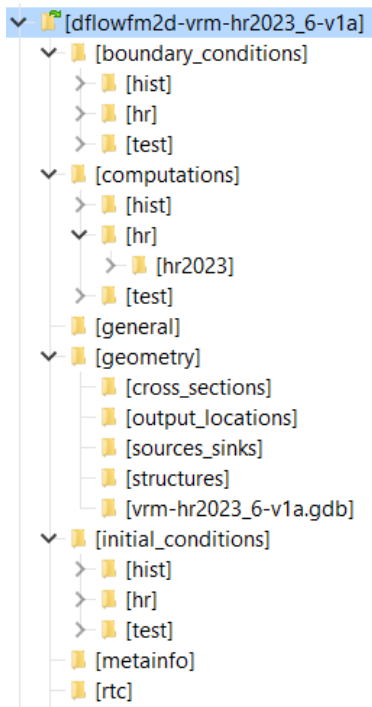 [dflowfm2d-vrm-hr2023_6-v1a]
[boundary_conditions]
[hist]
[hr]
[test]
[computations]
[hist]
[hr]
[hr2023]
[test]
[general]
[geometry]
[cross_sections]
[output_locations]
[sources_sinks]
[structures]
[vrm-hr2023_6-v1a.gdb]
[initial_conditions]
[hist]
[hr]
[test]
[metainfo]
[rtc]